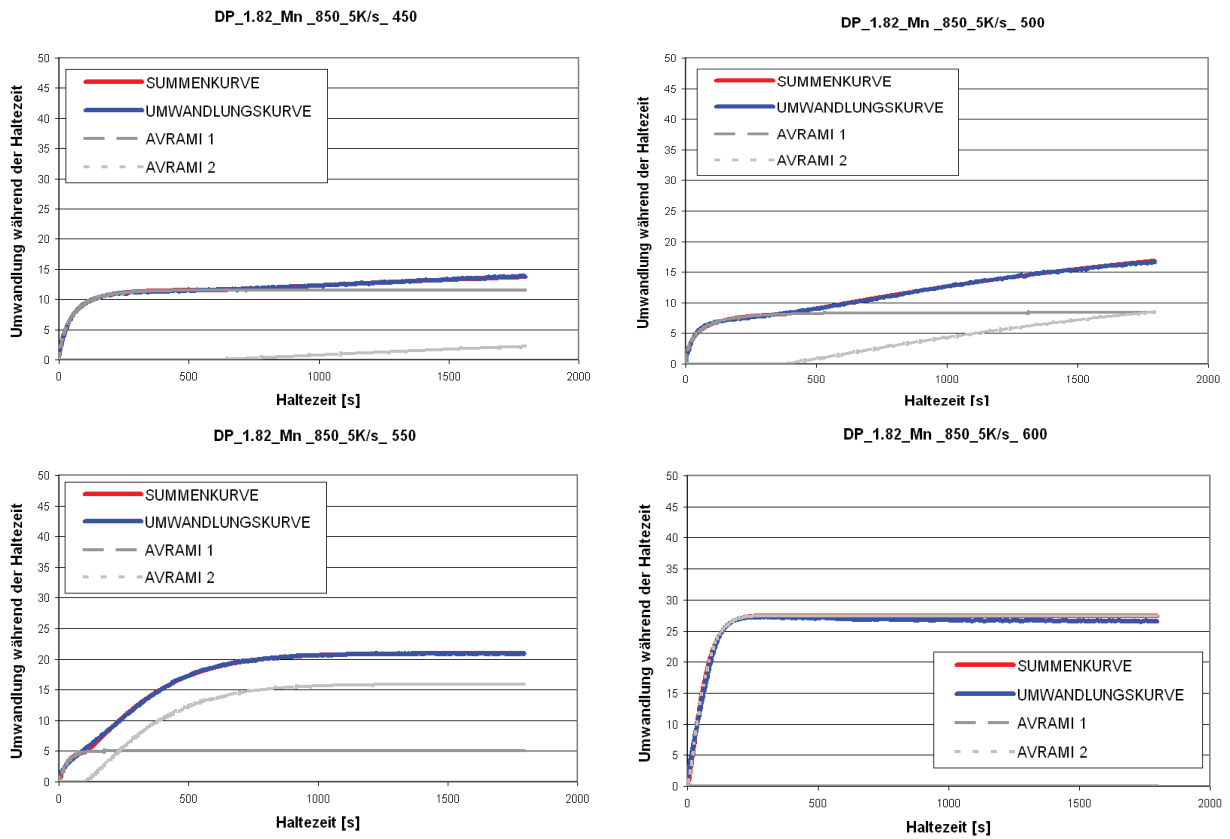 DP_1.82_Mn _850_5K/s_ 450
Umwandlung während der Haltezeit
50
45
40
35
30
25
20
15
10
5
0
SUMMENKURVE
UMWANDLUNGSKURVE
AVRAMI 1
AVRAMI 2
0 500 1000 1500 2000
Haltezeit [s]
DP_1.82_Mn _850_5K/s_ 500
Umwandlung während der Haltezeit
50
45
40
35
30
25
20
15
10
5
0
SUMMENKURVE
UMWANDLUNGSKURVE
AVRAMI 1
AVRAMI 2
0 500 1000 1500 2000
Haltezeit [s]
DP_1.82_Mn _850_5K/s_ 550
Umwandlung während der Haltezeit
50
45
40
35
30
25
20
15
10
5
0
SUMMENKURVE
UMWANDLUNGSKURVE
AVRAMI 1
AVRAMI 2
0 500 1000 1500 2000
Haltezeit [s]
DP_1.82_Mn _850_5K/s_ 600
Umwandlung während der Haltezeit
50
45
40
35
30
25
20
15
10
5
0
SUMMENKURVE
UMWANDLUNGSKURVE
AVRAMI 1
AVRAMI 2
0 500 1000 1500 2000
Haltezeit [s]